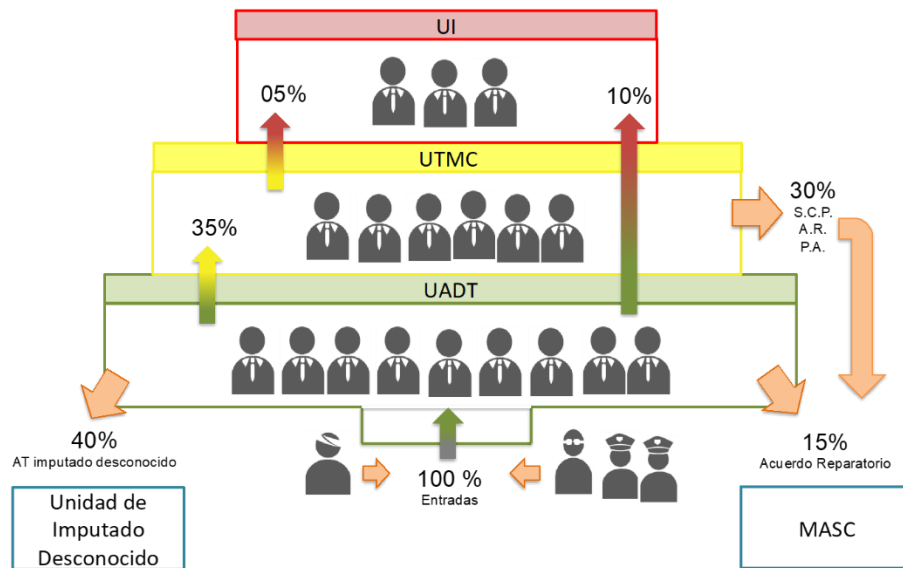 UI
05%
10%
UTMC
35%
30%
S.C.P.
A.R.
P.A.
UADT
40%
AT imputado desconocido
100 %
Entradas
15%
Acuerdo Reparatorio
Unidad de
Imputado
Desconocido
MASC